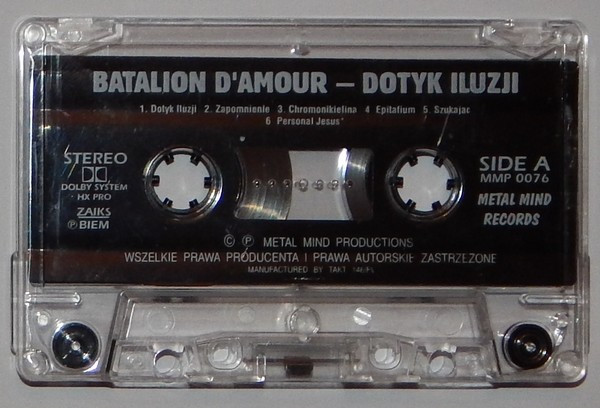 BATALION D'AMOUR – DOTYK ILUZJI
1. Dotyk Iluzji 2. Zapomnienie 3. Chromonikielina 4 Epitafium 5. Szukając
6 Personal Jesus*
STEREO
DOLBY SYSTEM
HX PRO
ZAIKS
Ⓟ BIEM
SIDE A
MMP 0076
METAL MIND
RECORDS
© Ⓟ METAL MIND PRODUCTIONS
WSZELKIE PRAWA PRODUCENTA I PRAWA AUTORSKIE ZASTRZEŻONE
MANUFACTURED BY TAKT